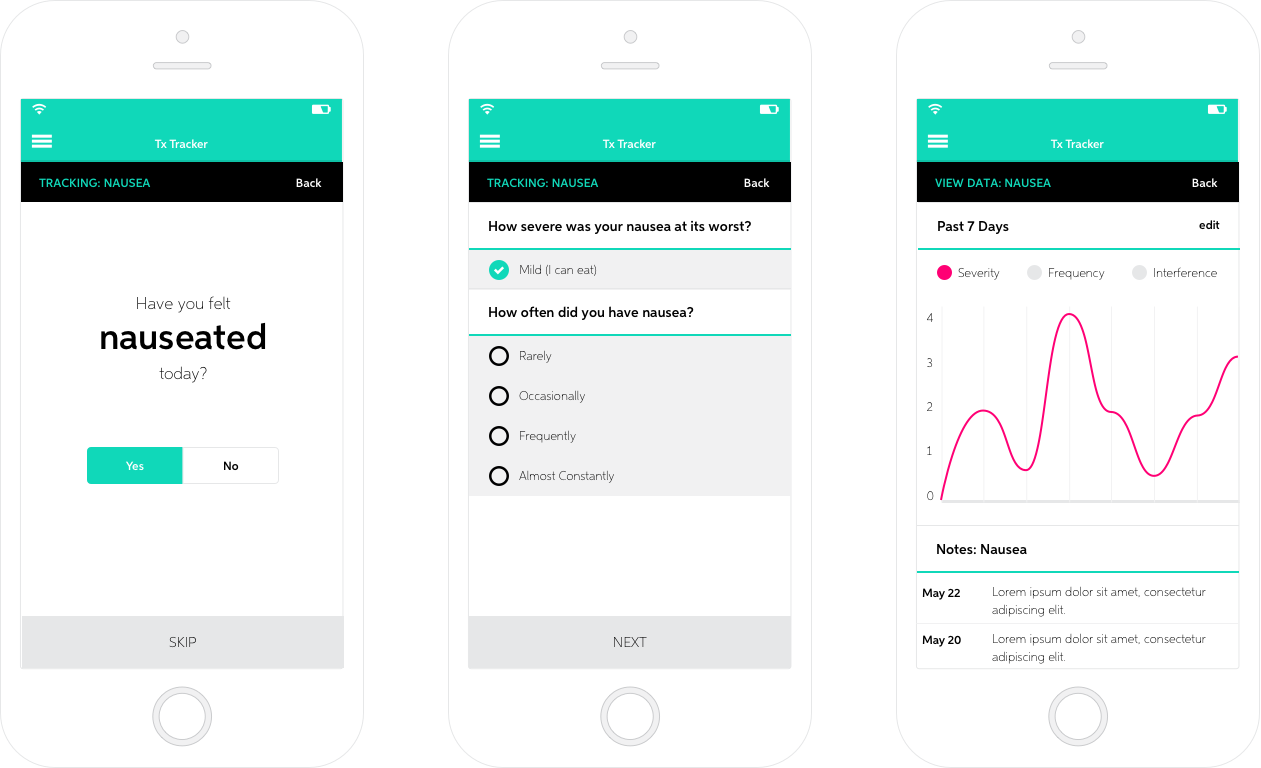 Tx Tracker
TRACKING: NAUSEA
Back
Have you felt
nauseated
today?
Yes
No
SKIP
Tx Tracker
TRACKING: NAUSEA
Back
How severe was your nausea at its worst?
Mild (I can eat)
How often did you have nausea?
Rarely
Occasionally
Frequently
Almost Constantly
NEXT
Tx Tracker
VIEW DATA: NAUSEA
Back
Past 7 Days
edit
Severity
Frequency
Interference
4
3
2
1
0
Notes: Nausea
May 22
Lorem ipsum dolor sit amet, consectetur
adipiscing elit.
May 20
Lorem ipsum dolor sit amet, consectetur
adipiscing elit.